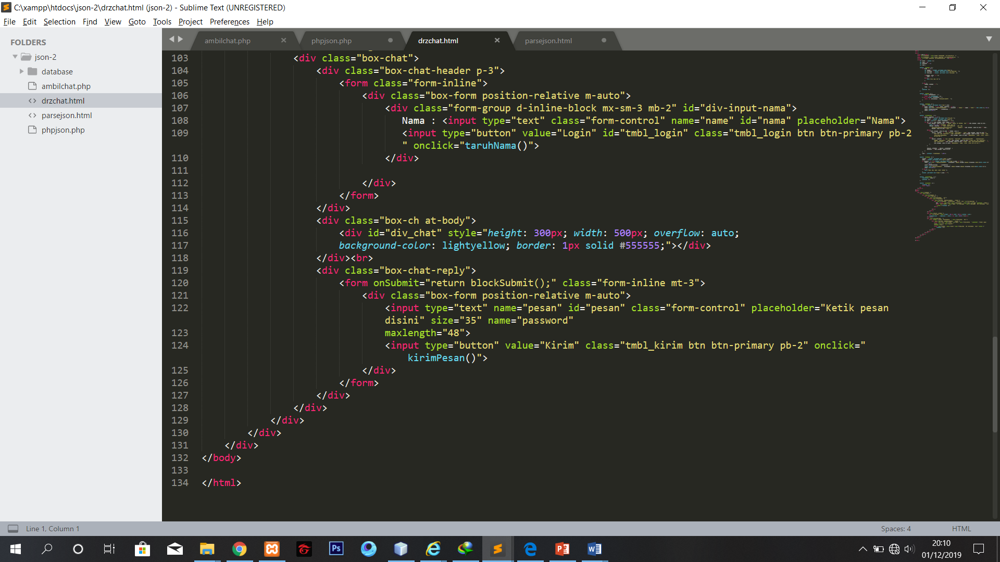 C:\xampp\htdocs\json-2\drzchat.html (json-2) - Sublime Text (UNREGISTERED)
File Edit Selection Find View Goto Tools Project Preferences Help
FOLDERS
json-2
database
ambilchat.php
drzchat.html
parsejson.html
phpjson.php
ambilchat.php phpjson.php drzchat.html parsejson.html
103 <div class="box-chat">
104 <div class="box-chat-header p-3">
105 <form class="form-inline">
106 <div class="box-form position-relative m-auto">
107 <div class="form-group d-inline-block mx-sm-3 mb-2" id="div-input-nama">
108 Nama : <input type="text" class="form-control" name="name" id="nama" placeholder="Nama">
109 <input type="button" value="Login" id="tmbl_login" class="tmbl_login btn btn-primary pb-2
" onclick="taruhNama()">
110 </div>
111
112 </div>
113 </form>
114 </div>
115 <div class="box-ch at-body">
116 <div id="div_chat" style="height: 300px; width: 500px; overflow: auto;
117 background-color: lightyellow; border: 1px solid #555555;"></div>
118 </div><br>
119 <div class="box-chat-reply">
120 <form onSubmit="return blockSubmit();" class="form-inline mt-3">
121 <div class="box-form position-relative m-auto">
122 <input type="text" name="pesan" id="pesan" class="form-control" placeholder="Ketik pesan
disini" size="35" name="password"
123 maxlength="48">
124 <input type="button" value="Kirim" class="tmbl_kirim btn btn-primary pb-2" onclick="
kirimPesan()">
125 </div>
126 </form>
127 </div>
128 </div>
129 </div>
130 </div>
131 </div>
132 </body>
133
134 </html>
Line 1, Column 1
Spaces: 4
HTML
20:10
01/12/2019